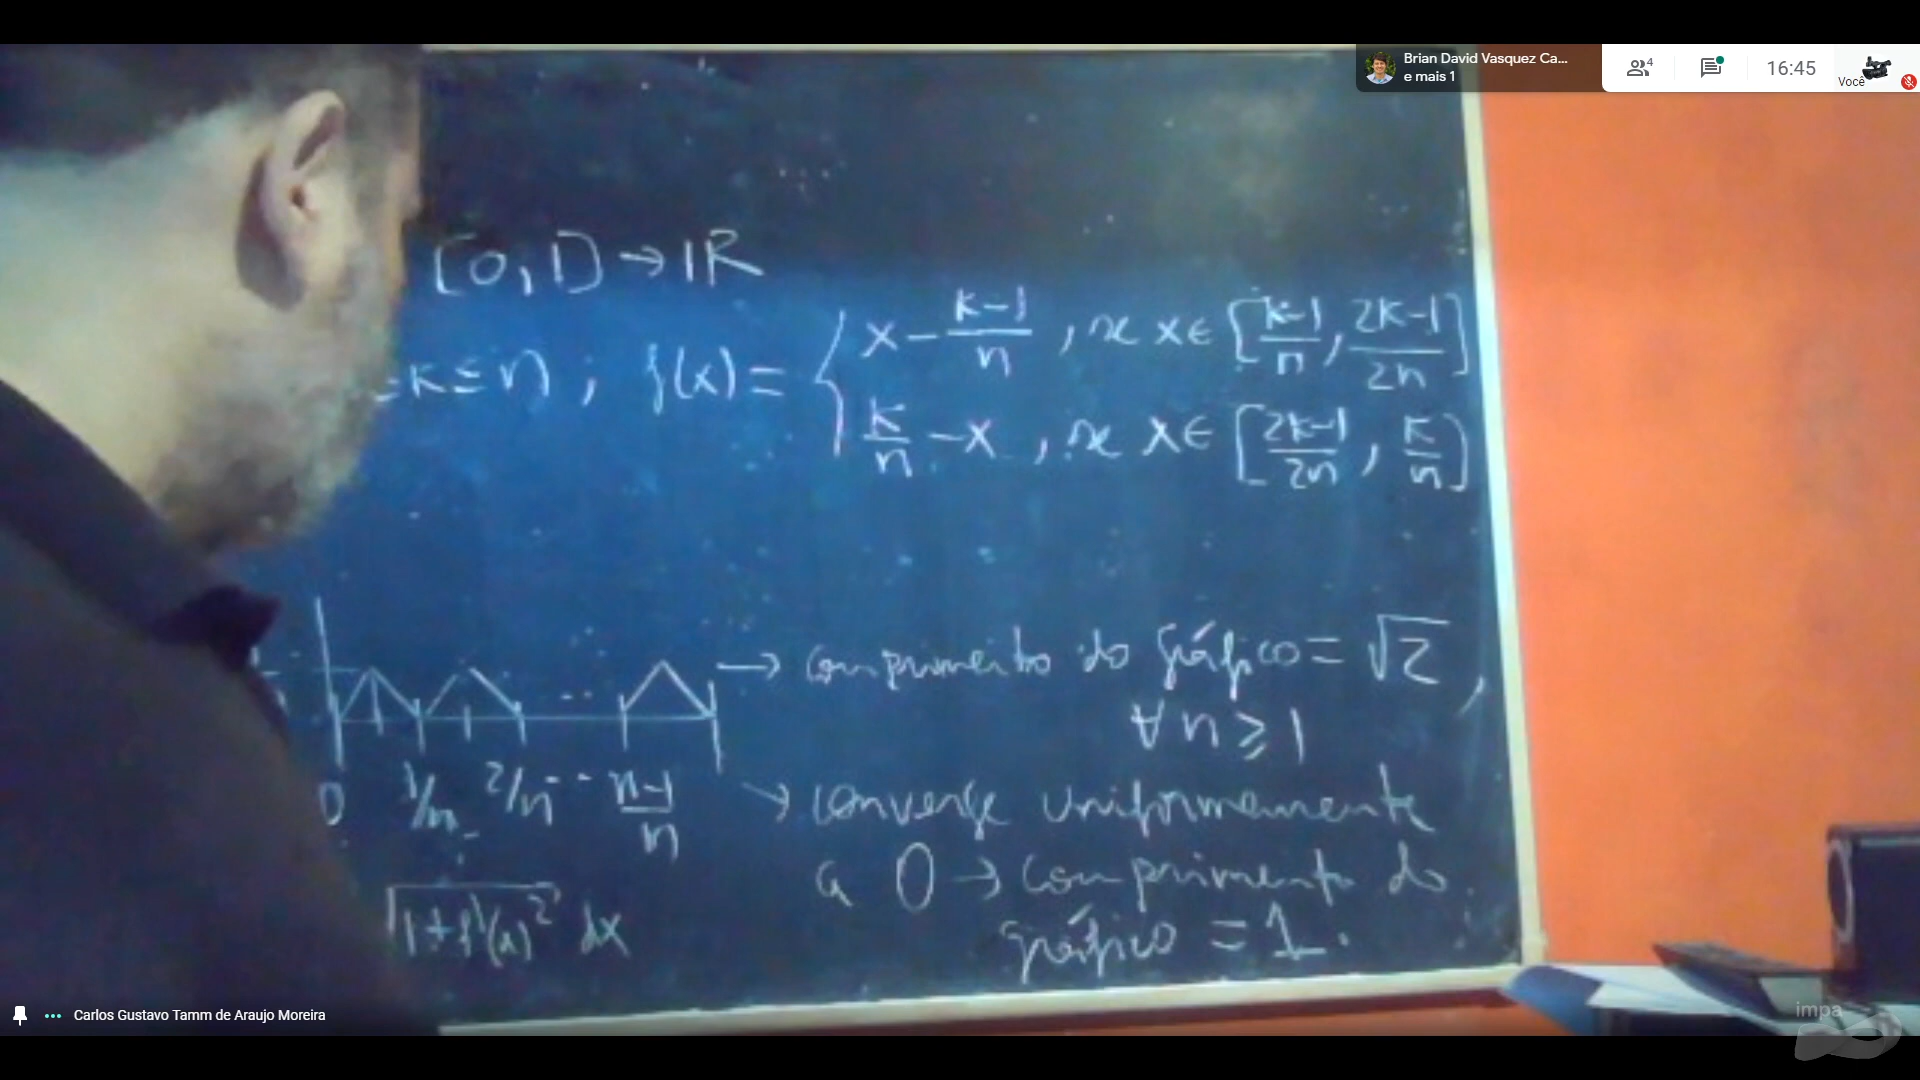 Brian David Vasquez Ca...
e mais 1
4
16:45
Você
[0,1] → ℝ
≤ k ≤ n ; f(x) = { x - (k-1)/n , se x ∈ [(k-1)/n, (2k-1)/2n]
k/n - x , se x ∈ [(2k-1)/2n, k/n]
→ comprimento do gráfico = √2 ,
∀ n ≥ 1
0 1/n 2/n ... (n-1)/n
→ converge uniformemente
a 0 → comprimento do
gráfico = 1.
√(1+f'(x)²) dx
Carlos Gustavo Tamm de Araujo Moreira
impa